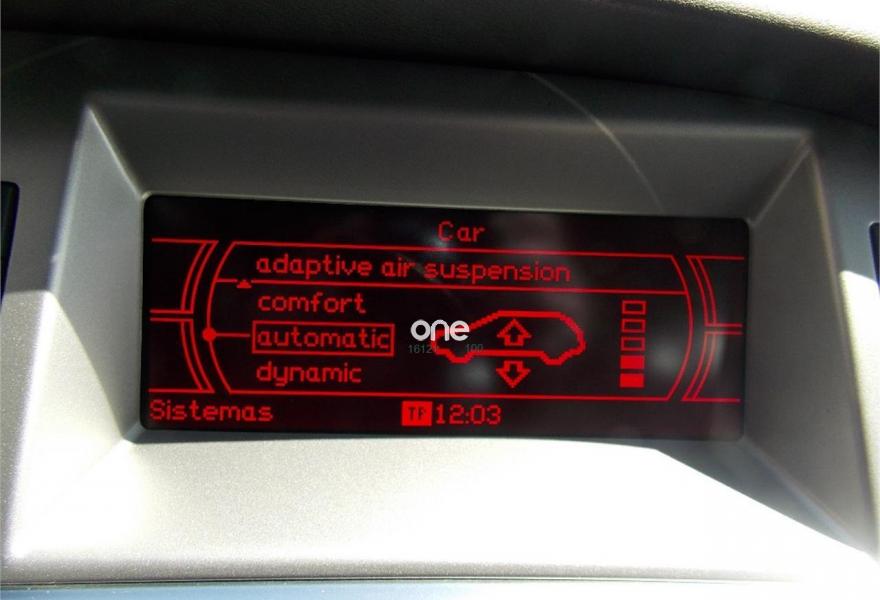 Car
adaptive air suspension
comfort
one
automatic
dynamic
Sistemas TP 12:03